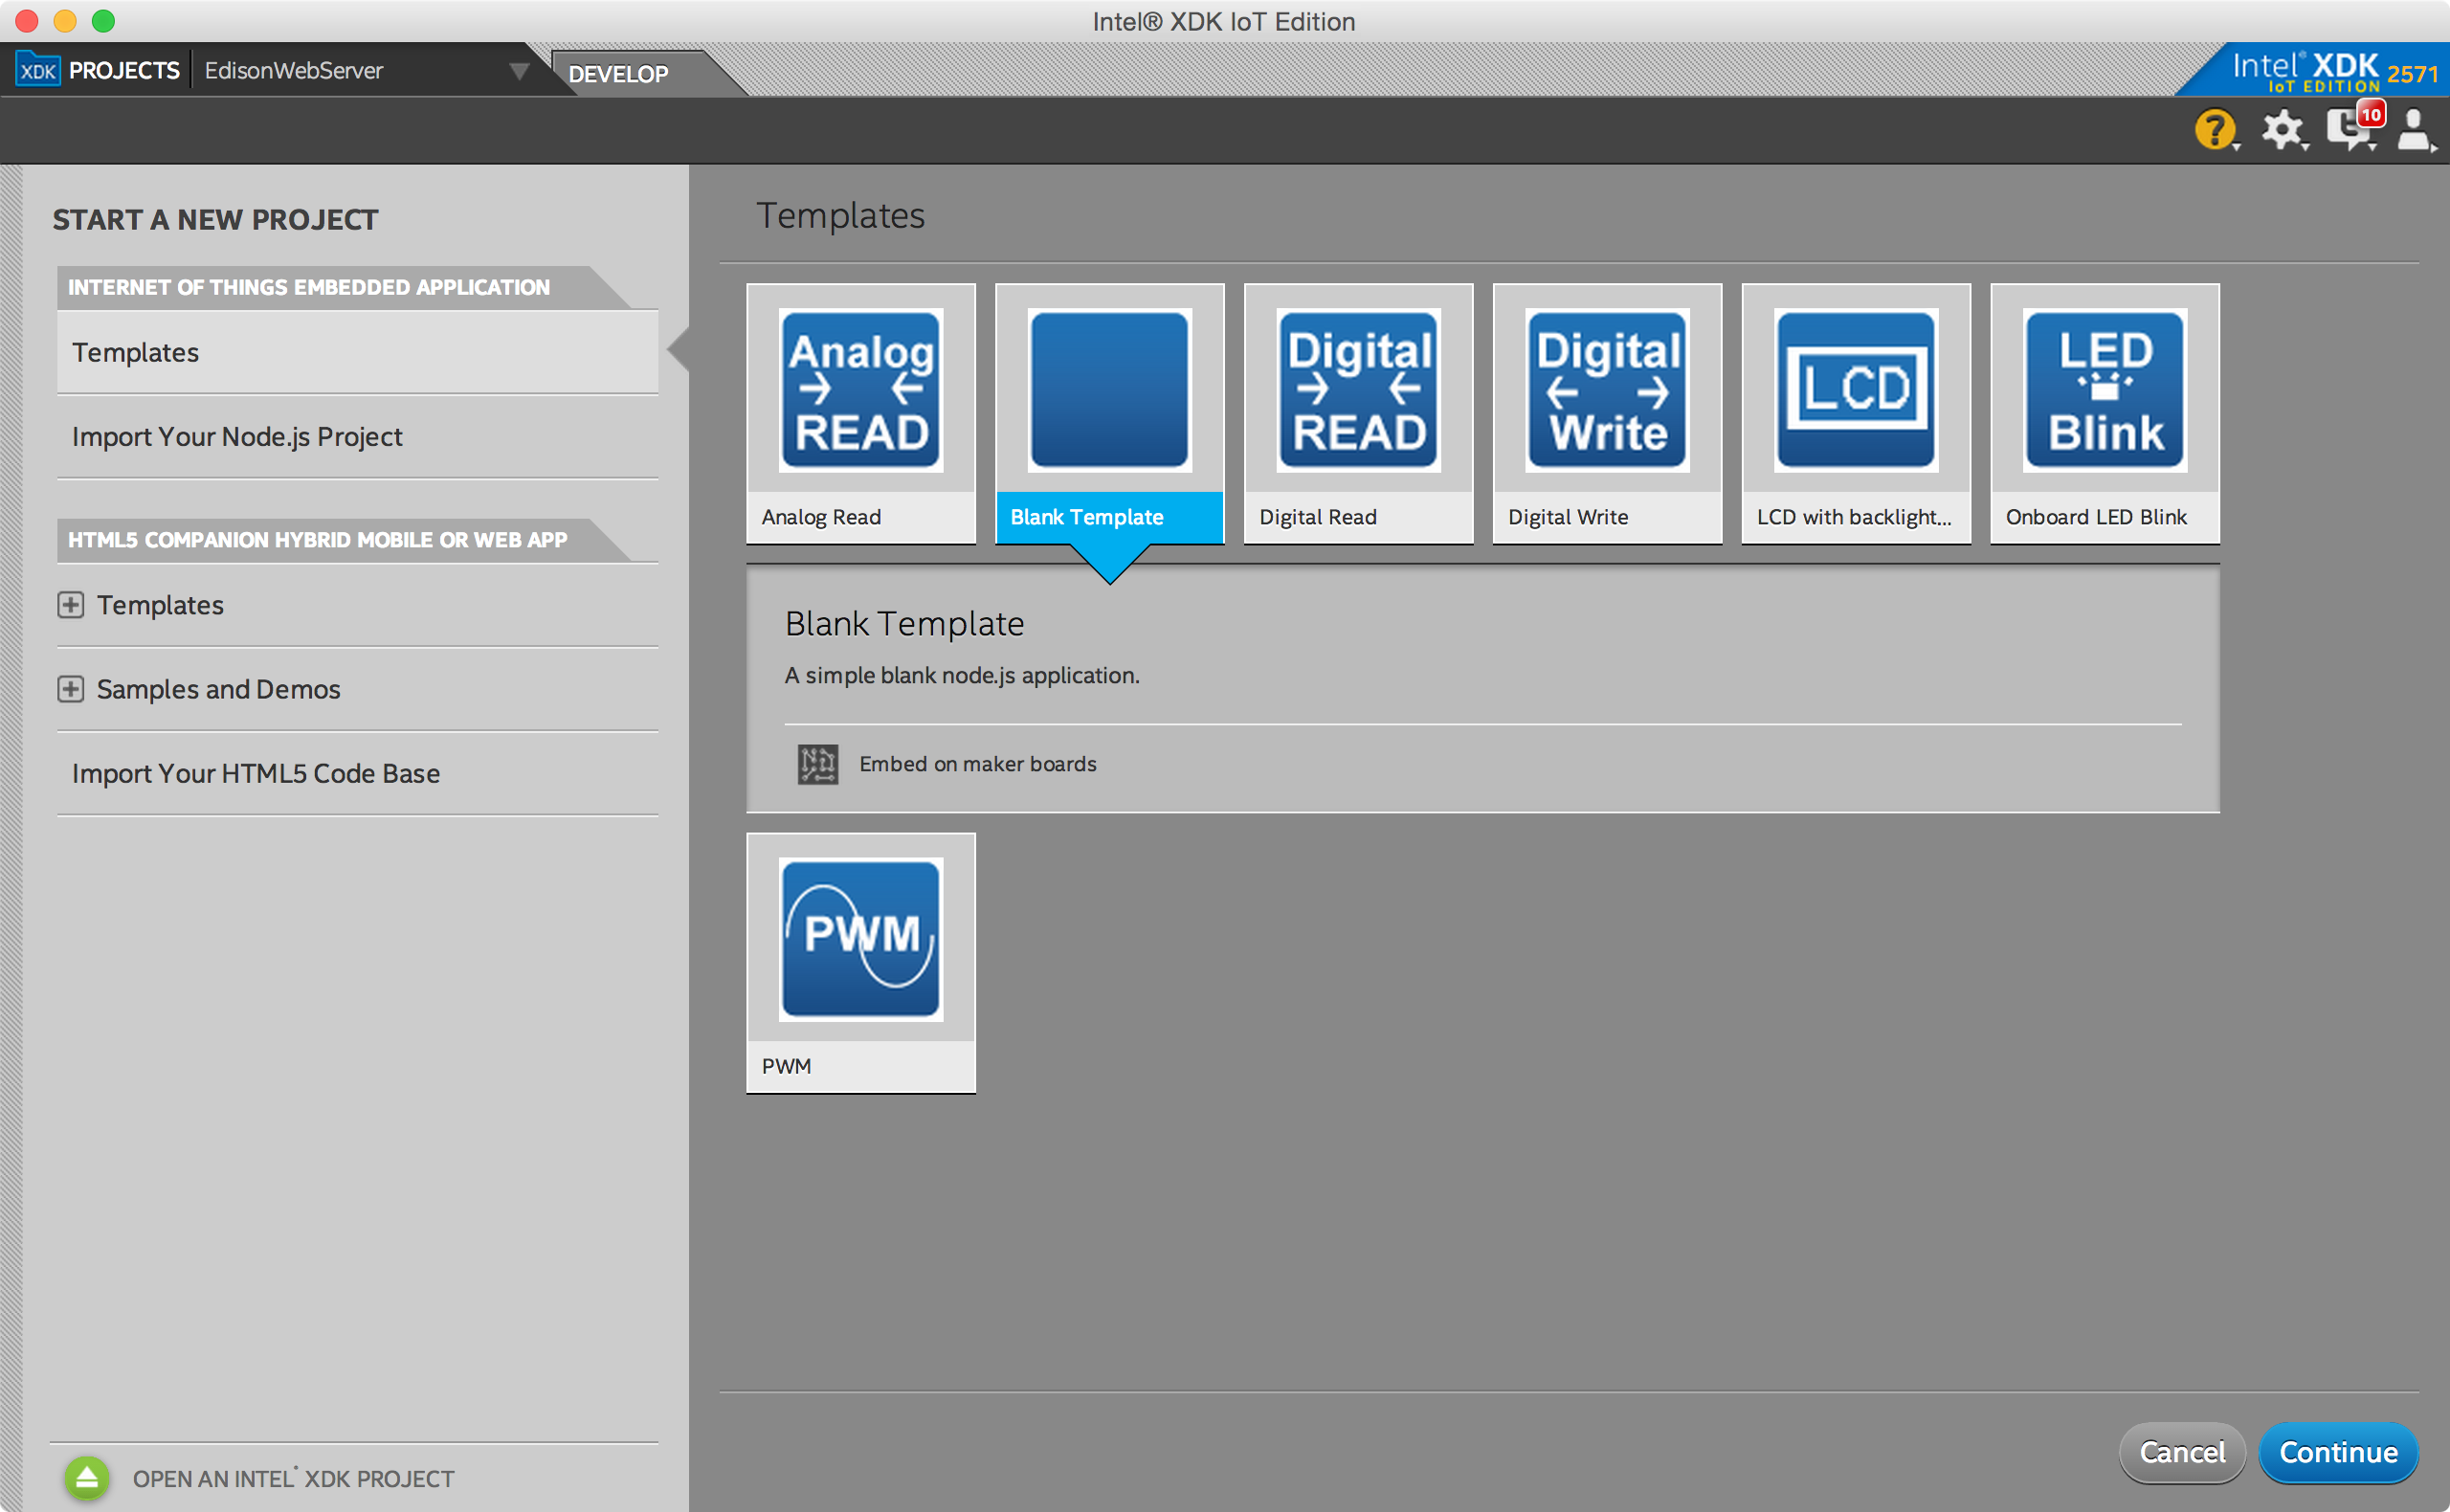 Intel® XDK IoT Edition
XDK PROJECTS EdisonWebServer DEVELOP
Intel® XDK 2571
IoT EDITION
? 10
START A NEW PROJECT
INTERNET OF THINGS EMBEDDED APPLICATION
Templates
Import Your Node.js Project
HTML5 COMPANION HYBRID MOBILE OR WEB APP
Templates
Samples and Demos
Import Your HTML5 Code Base
OPEN AN INTEL® XDK PROJECT
Templates
Analog
READ
Analog Read
Blank Template
Digital
READ
Digital Read
Digital
Write
Digital Write
LCD
LCD with backlight...
LED
Blink
Onboard LED Blink
Blank Template
A simple blank node.js application.
Embed on maker boards
PWM
PWM
Cancel Continue